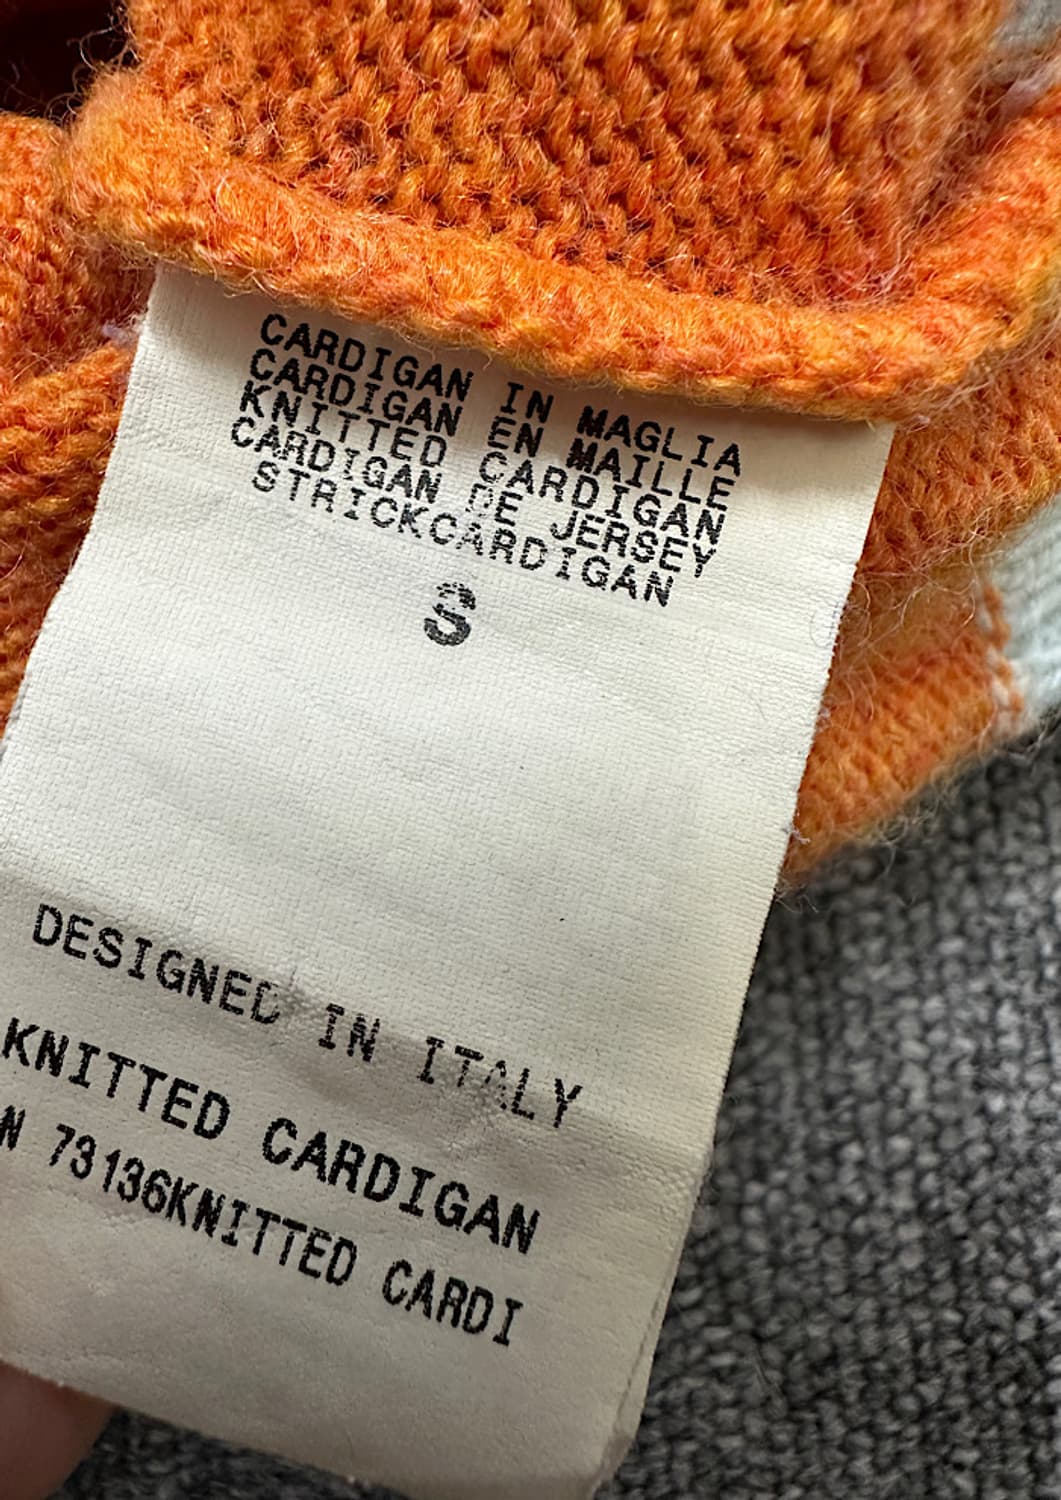 CARDIGAN IN MAGLIA
CARDIGAN EN MAILLE
KNITTED CARDIGAN
CARDIGAN DE JERSEY
STRICKCARDIGAN
S
DESIGNED IN ITALY
KNITTED CARDIGAN
N 73136KNITTED CARDI